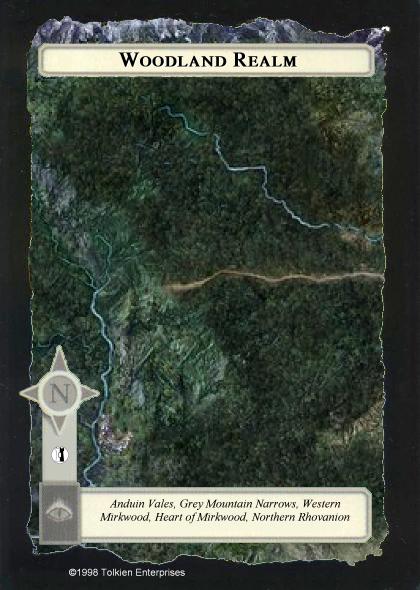 WOODLAND REALM
N
Anduin Vales, Grey Mountain Narrows, Western
Mirkwood, Heart of Mirkwood, Northern Rhovanion
©1998 Tolkien Enterprises